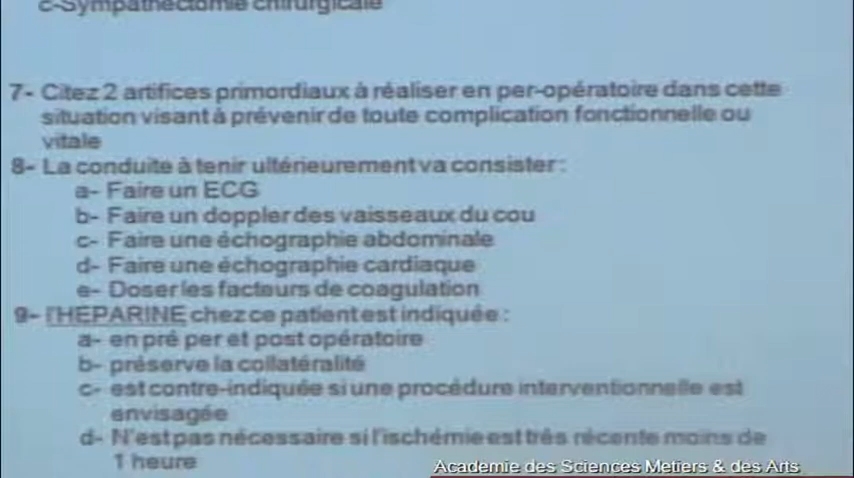 c-Sympathectomie chirurgicale
7- Citez 2 artifices primordiaux à réaliser en per-opératoire dans cette
situation visant à prévenir de toute complication fonctionnelle ou
vitale
8- La conduite à tenir ultérieurement va consister :
a- Faire un ECG
b- Faire un doppler des vaisseaux du cou
c- Faire une échographie abdominale
d- Faire une échographie cardiaque
e- Doser les facteurs de coagulation
9- l'HEPARINE chez ce patient est indiquée :
a- en pré per et post opératoire
b- préserve la collatéralité
c- est contre-indiquée si une procédure interventionnelle est
envisagée
d- N'est pas nécessaire si l'ischémie est très récente moins de
1 heure
Academie des Sciences Metiers & des Arts